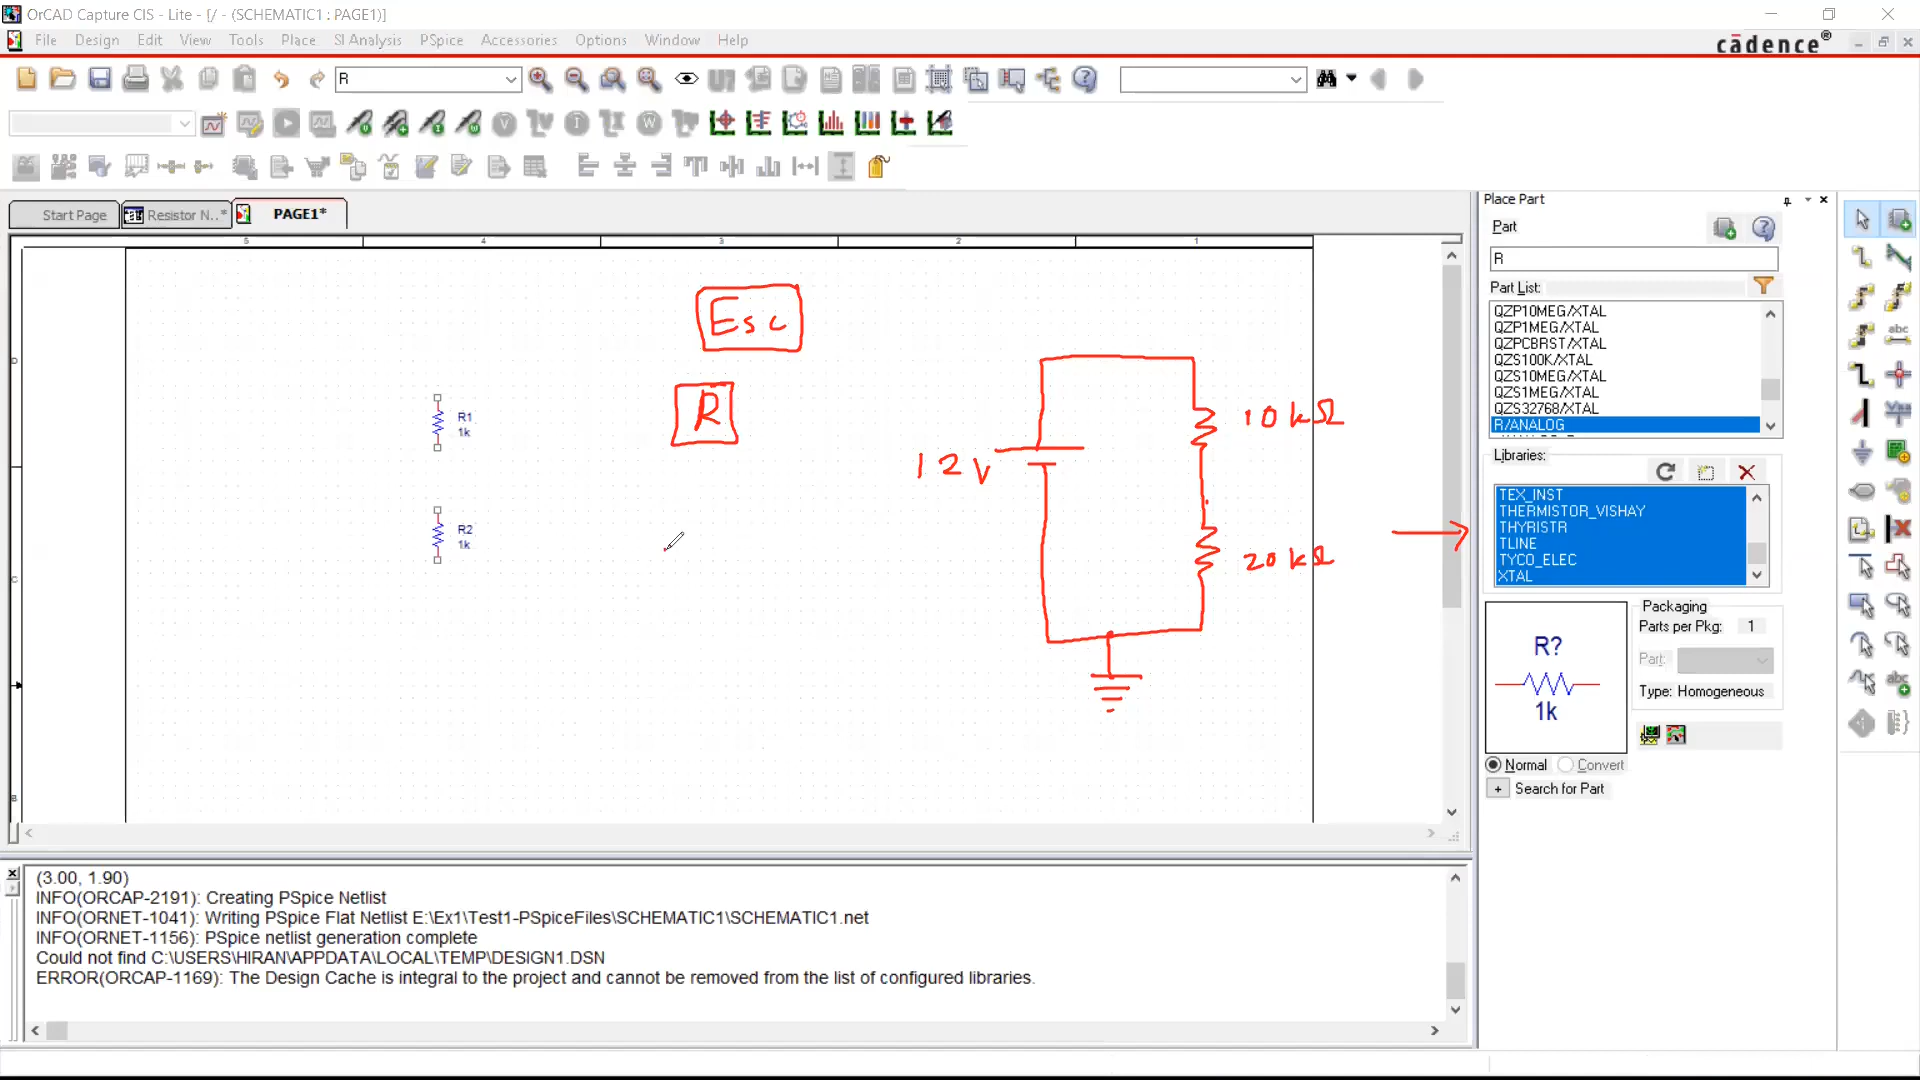 OrCAD Capture CIS - Lite - [/ - (SCHEMATIC1 : PAGE1)]
File Design Edit View Tools Place SI Analysis PSpice Accessories Options Window Help
cādence®
R
Start Page
Resistor N..*
PAGE1*
5 4 3 2 1
D
C
B
Esc
R
R1
1k
R2
1k
12V
10kΩ
20kΩ
Place Part
Part
R
Part List:
QZP10MEG/XTAL
QZP1MEG/XTAL
QZPCBRST/XTAL
QZS100K/XTAL
QZS10MEG/XTAL
QZS1MEG/XTAL
QZS32768/XTAL
R/ANALOG
Libraries:
TEX_INST
THERMISTOR_VISHAY
THYRISTR
TLINE
TYCO_ELEC
XTAL
R?
1k
Packaging
Parts per Pkg: 1
Part:
Type: Homogeneous
Normal Convert
+ Search for Part
(3.00, 1.90)
INFO(ORCAP-2191): Creating PSpice Netlist
INFO(ORNET-1041): Writing PSpice Flat Netlist E:\Ex1\Test1-PSpiceFiles\SCHEMATIC1\SCHEMATIC1.net
INFO(ORNET-1156): PSpice netlist generation complete
Could not find C:\USERS\HIRAN\APPDATA\LOCAL\TEMP\DESIGN1.DSN
ERROR(ORCAP-1169): The Design Cache is integral to the project and cannot be removed from the list of configured libraries.